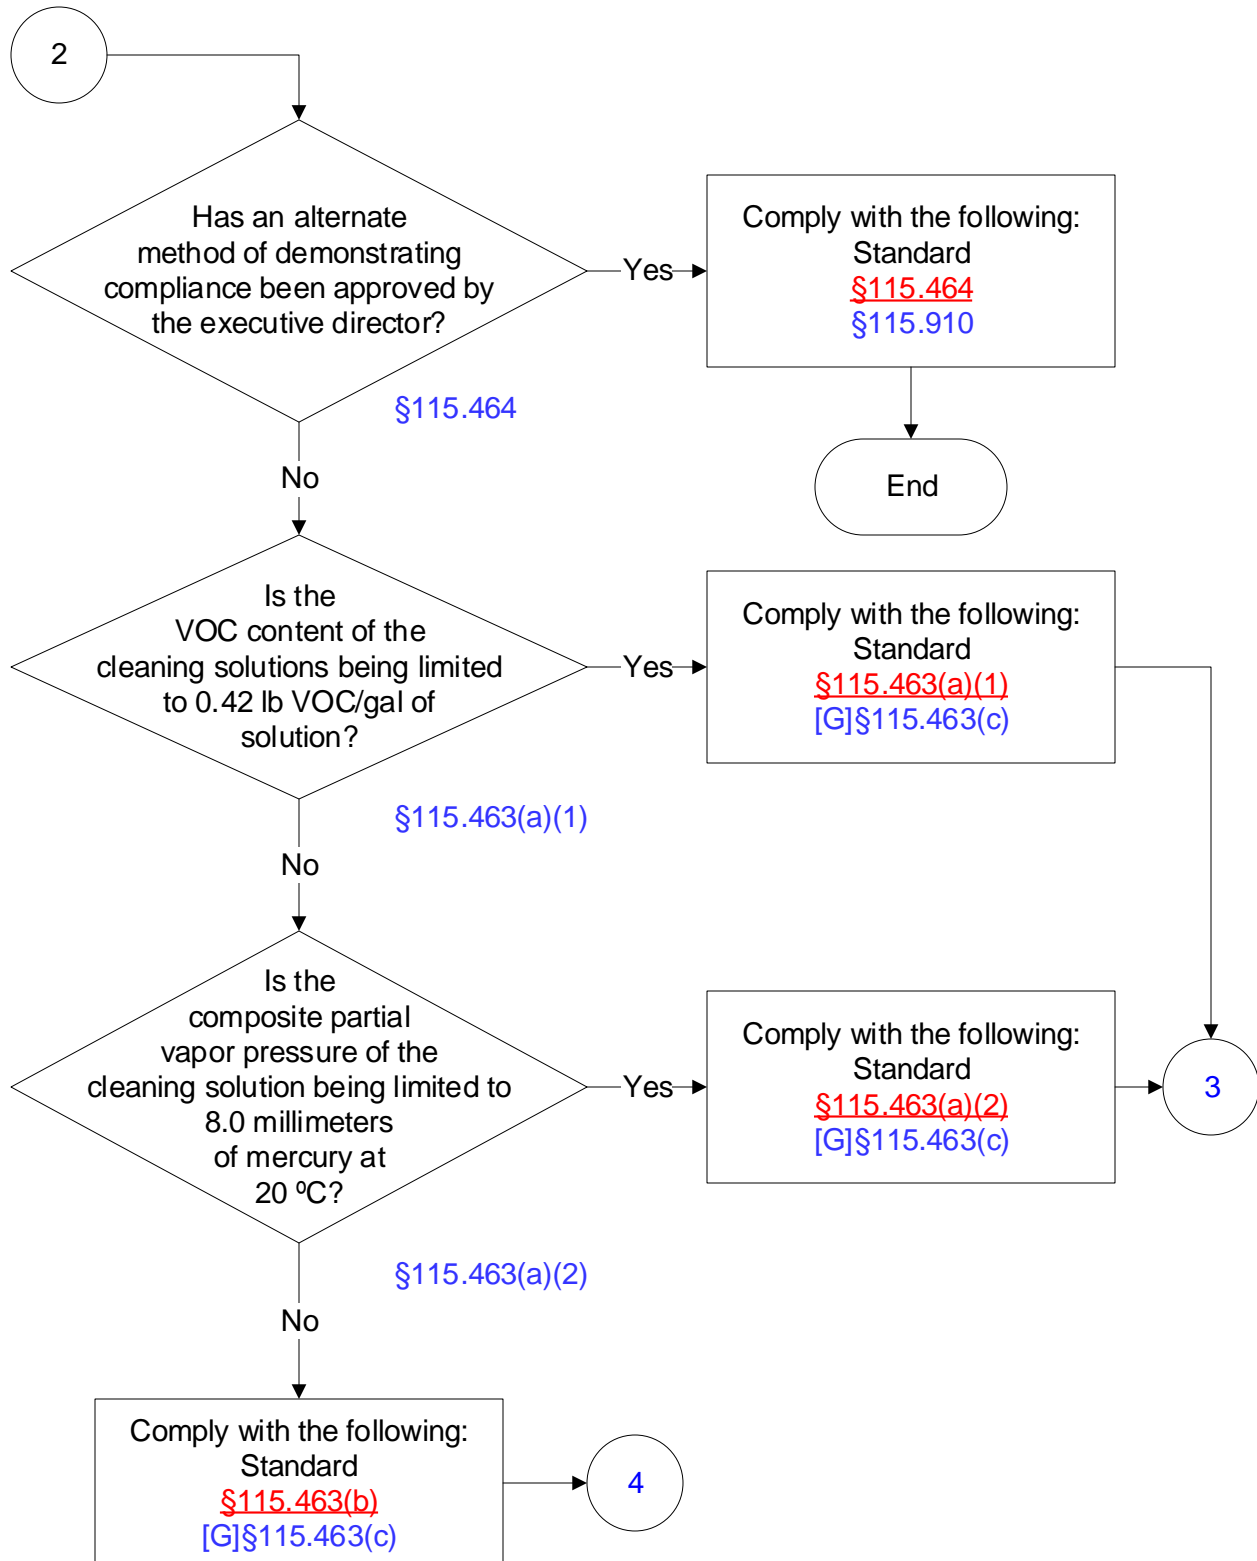 2
Has an alternate
method of demonstrating
compliance been approved by
the executive director?
Yes
Comply with the following:
Standard
§115.464
§115.910
§115.464
No
End
Is the
VOC content of the
cleaning solutions being limited
to 0.42 lb VOC/gal of
solution?
Yes
Comply with the following:
Standard
§115.463(a)(1)
[G]§115.463(c)
§115.463(a)(1)
No
Is the
composite partial
vapor pressure of the
cleaning solution being limited to
8.0 millimeters
of mercury at
20 ºC?
Yes
Comply with the following:
Standard
§115.463(a)(2)
[G]§115.463(c)
3
§115.463(a)(2)
No
Comply with the following:
Standard
§115.463(b)
[G]§115.463(c)
4